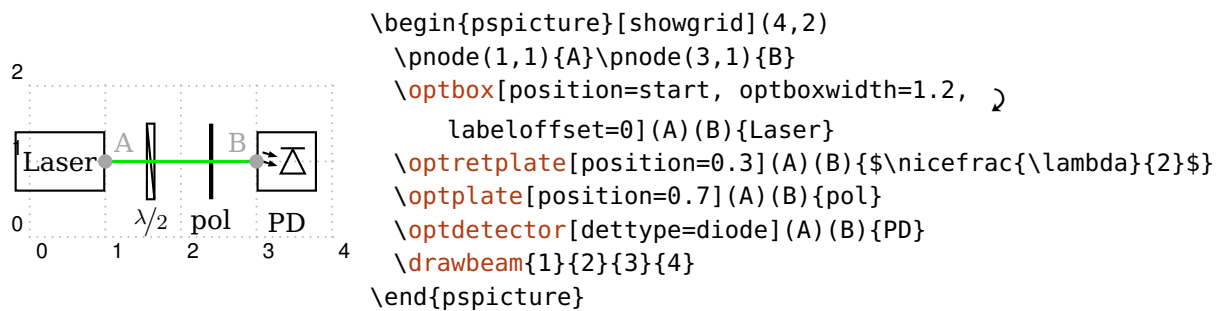 2
1
0
0 1 2 3 4
Laser A B
λ/2 pol PD
\begin{pspicture}[showgrid](4,2)
\pnode(1,1){A}\pnode(3,1){B}
\optbox[position=start, optboxwidth=1.2,
labeloffset=0](A)(B){Laser}
\optretplate[position=0.3](A)(B){$\nicefrac{\lambda}{2}$}
\optplate[position=0.7](A)(B){pol}
\optdetector[dettype=diode](A)(B){PD}
\drawbeam{1}{2}{3}{4}
\end{pspicture}